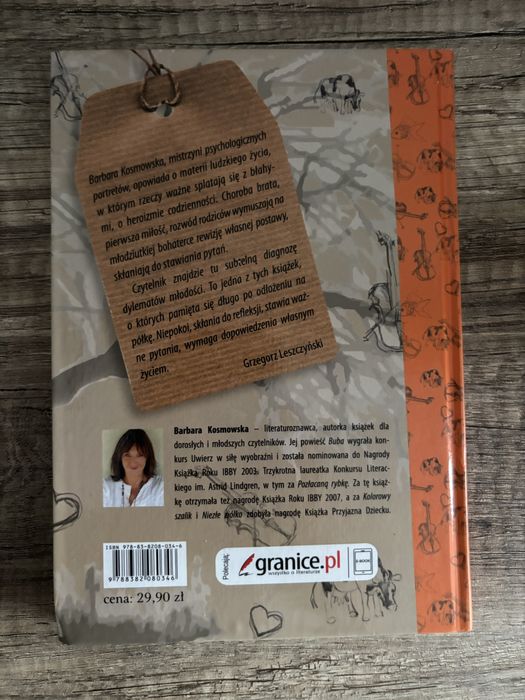 Barbara Kosmowska, mistrzyni psychologicznych
portretów, opowiada o materii ludzkiego życia,
w którym rzeczy ważne splatają się z błahy-
mi, o heroizmie codzienności. Choroba brata,
pierwsza miłość, rozwód rodziców wymuszają na
młodziutkiej bohaterce rewizję własnej postawy,
skłaniają do stawiania pytań.
Czytelnik znajdzie tu subtelną diagnozę
dylematów młodości. To jedna z tych książek,
o których pamięta się długo po odłożeniu na
półkę. Niepokoi, skłania do refleksji, stawia waż-
ne pytania, wymaga dopowiedzenia własnym
życiem.
Grzegorz Leszczyński
Barbara Kosmowska – literaturoznawca, autorka książek dla
dorosłych i młodszych czytelników. Jej powieść Buba wygrała kon-
kurs Uwierz w siłę wyobraźni i została nominowana do Nagrody
Książka Roku IBBY 2003. Trzykrotna laureatka Konkursu Literac-
kiego im. Astrid Lindgren, w tym za Pozłacaną rybkę. Za tę książ-
kę otrzymała też nagrodę Książka Roku IBBY 2007, a za Kolorowy
szalik i Niezłe ziółko zdobyła nagrodę Książka Przyjazna Dziecku.
ISBN 978-83-8208-034-6
9 788382 080346
cena: 29,90 zł
Polecają:
granice.pl
wszystko o literaturze
E-BOOK